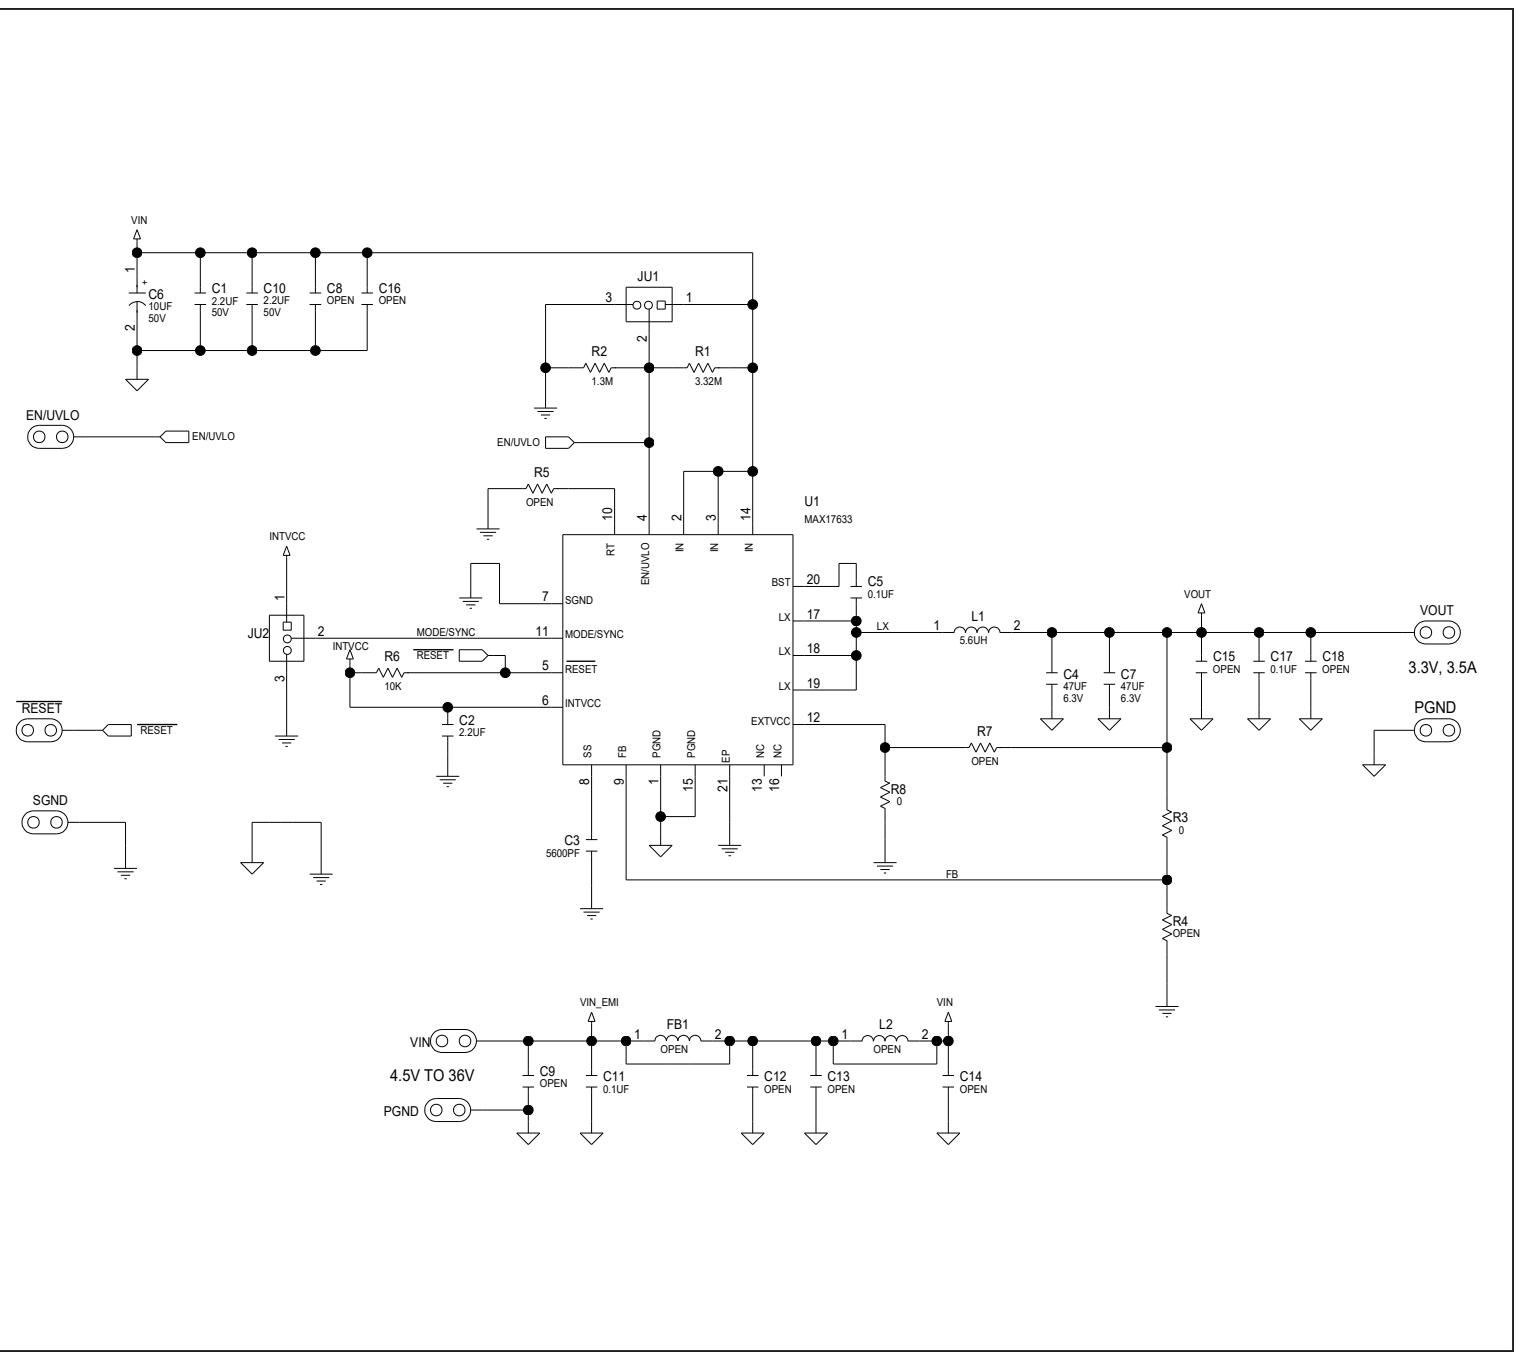 VIN
1
+
C6
10UF
50V
2
C1
2.2UF
50V
C10
2.2UF
50V
C8
OPEN
C16
OPEN
JU1
3
1
2
R2
1.3M
R1
3.32M
EN/UVLO
EN/UVLO
EN/UVLO
R5
OPEN
10
4
2
3
14
U1
MAX17633
RT
EN/UVLO
IN
IN
IN
INTVCC
1
JU2
2
3
MODE/SYNC
INTVCC
R6
10K
RESET
7
SGND
11
MODE/SYNC
5
RESET
6
INTVCC
C2
2.2UF
BST
20
C5
0.1UF
LX
17
LX
18
LX
19
EXTVCC
12
LX
1
L1
2
5.6UH
C4
47UF
6.3V
C7
47UF
6.3V
VOUT
C15
OPEN
C17
0.1UF
C18
OPEN
VOUT
3.3V, 3.5A
PGND
RESET
RESET
SS
FB
PGND
PGND
EP
NC
NC
8
9
1
15
21
13
16
R7
OPEN
R8
0
R3
0
SGND
C3
5600PF
FB
R4
OPEN
VIN_EMI
VIN
VIN
1
FB1
2
OPEN
1
L2
2
OPEN
4.5V TO 36V
C9
OPEN
C11
0.1UF
C12
OPEN
C13
OPEN
C14
OPEN
PGND